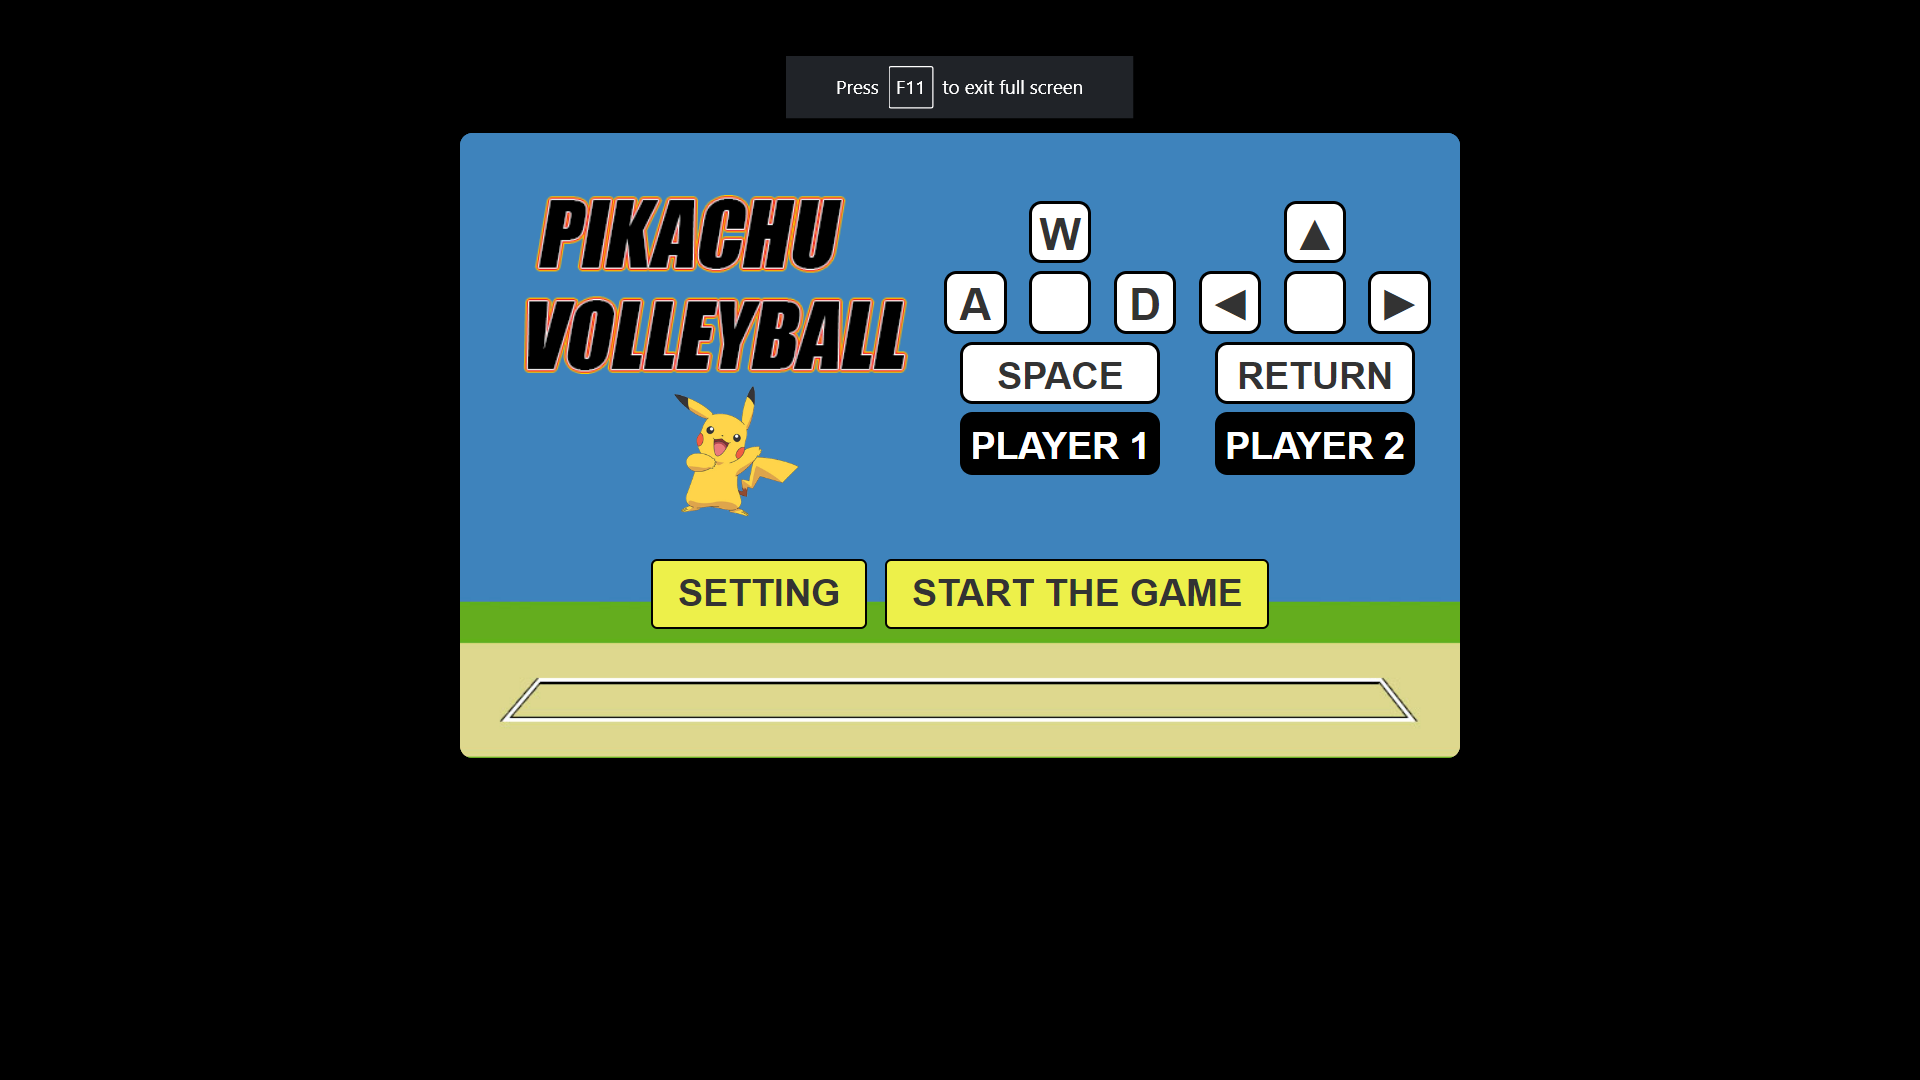 Press F11 to exit full screen
PIKACHU
VOLLEYBALL
W
A D
SPACE
PLAYER 1
▲
◀ ▶
RETURN
PLAYER 2
SETTING
START THE GAME